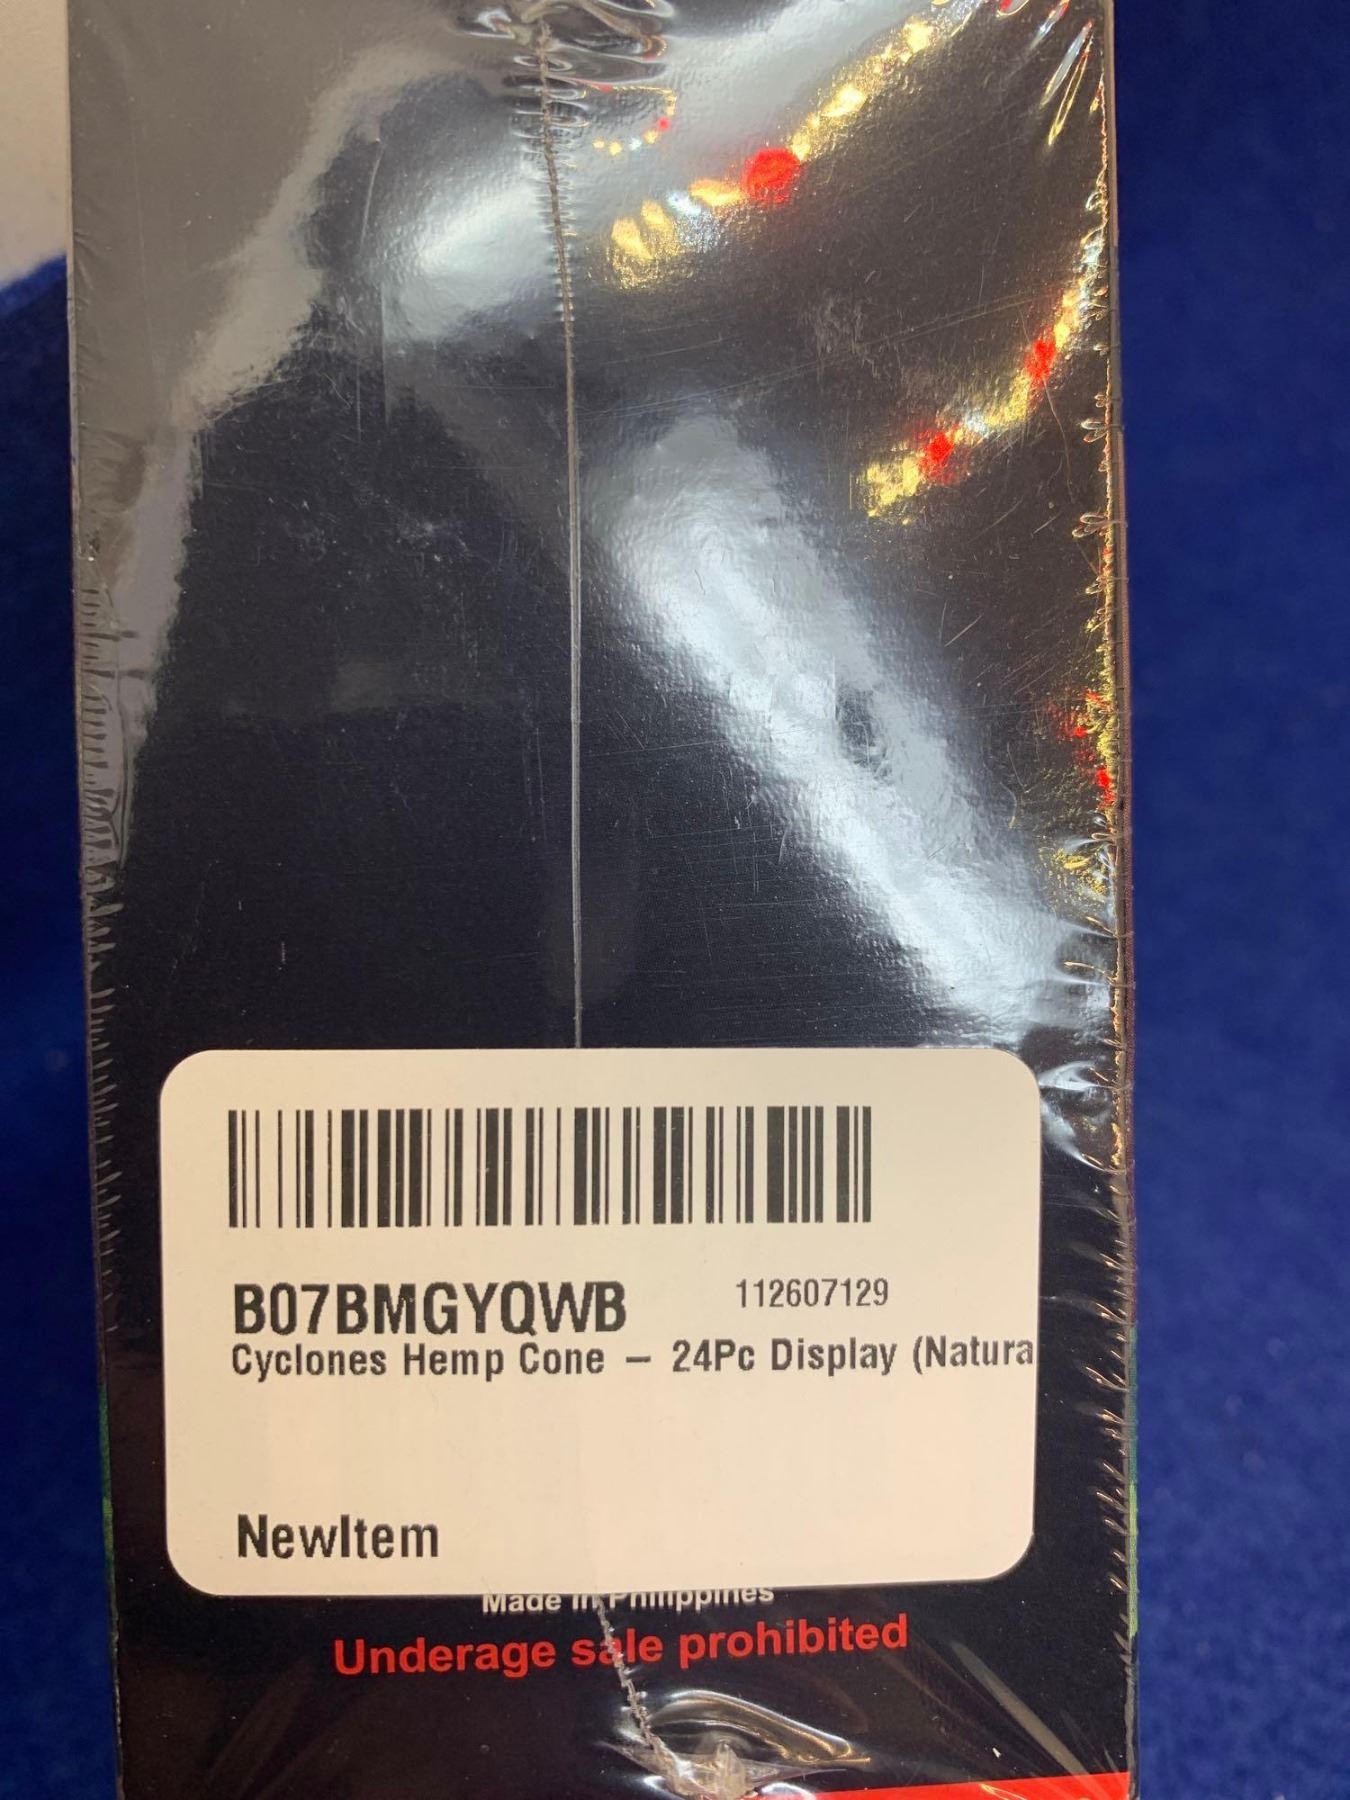 B07BMGYQWB 112607129
Cyclones Hemp Cone – 24Pc Display (Natura
NewItem
Made in Philippines
Underage sale prohibited